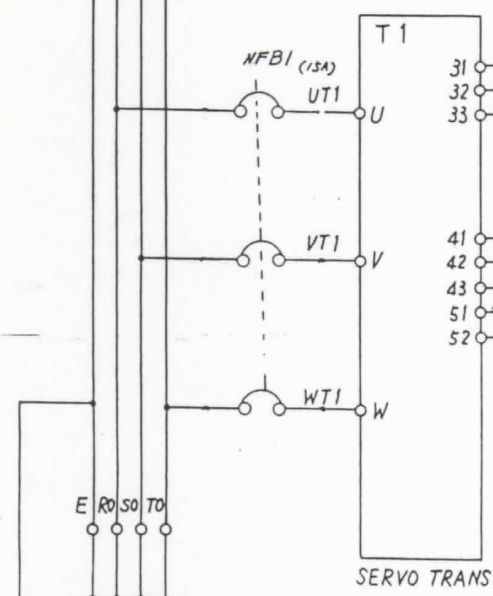 T1
NFB1 (15A)
UT1
U
31
32
33
VT1
V
41
42
43
51
52
WT1
W
E R0 S0 T0
SERVO TRANS